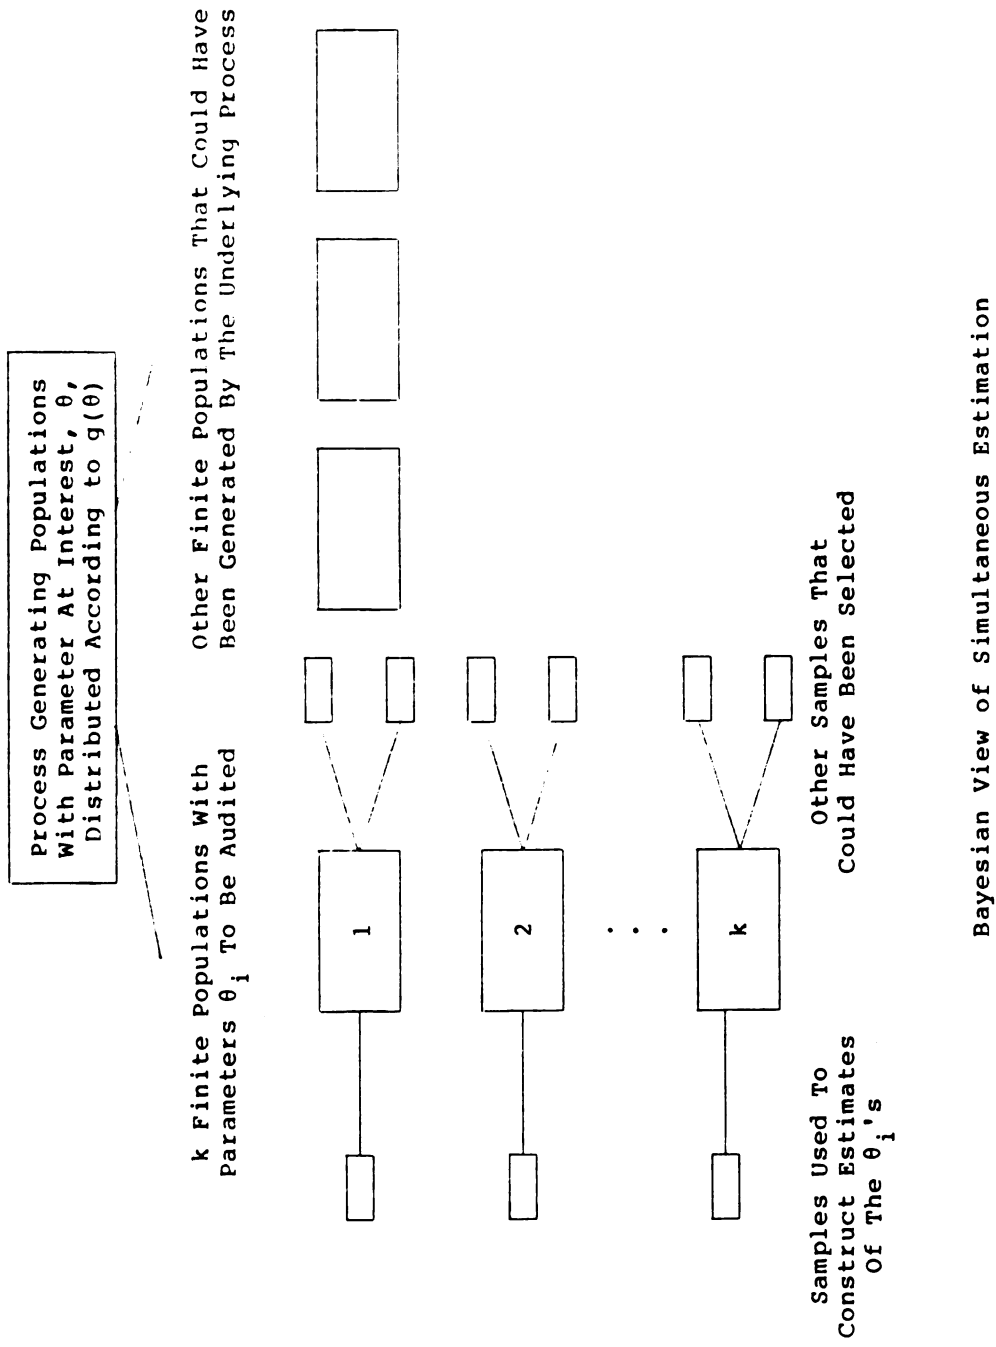 Process Generating Populations
With Parameter At Interest, θ,
Distributed According to g(θ)
k Finite Populations With
Parameters θi To Be Audited
Other Finite Populations That Could Have
Been Generated By The Underlying Process
1
2
. . .
k
Samples Used To
Construct Estimates
Of The θi's
Other Samples That
Could Have Been Selected
Bayesian View of Simultaneous Estimation